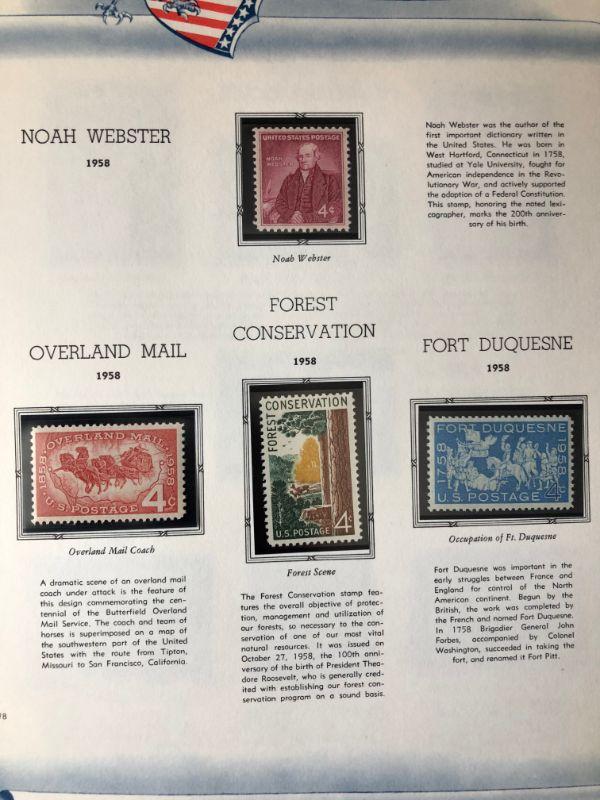 NOAH WEBSTER
1958
UNITED STATES POSTAGE
NOAH
WEBSTER
4¢
Noah Webster
Noah Webster was the author of the
first important dictionary written in
the United States. He was born in
West Hartford, Connecticut in 1758,
studied at Yale University, fought for
American independence in the Revo-
lutionary War, and actively supported
the adoption of a Federal Constitution.
This stamp, honoring the noted lexi-
cographer, marks the 200th anniver-
sary of his birth.
OVERLAND MAIL
1958
OVERLAND MAIL
1858
1958
4¢
U.S. POSTAGE
Overland Mail Coach
A dramatic scene of an overland mail
coach under attack is the feature of
this design commemorating the cen-
tennial of the Butterfield Overland
Mail Service. The coach and team of
horses is superimposed on a map of
the southwestern part of the United
States with the route from Tipton,
Missouri to San Francisco, California.
FOREST
CONSERVATION
1958
FOREST CONSERVATION
U.S. POSTAGE
4¢
Forest Scene
The Forest Conservation stamp fea-
tures the overall objective of protec-
tion, management and utilization of
our forests, so necessary to the con-
servation of one of our most vital
natural resources. It was issued on
October 27, 1958, the 100th anni-
versary of the birth of President Theo-
dore Roosevelt, who is generally cred-
ited with establishing our forest con-
servation program on a sound basis.
FORT DUQUESNE
1958
FORT DUQUESNE
1758
1958
U.S. POSTAGE 4¢
Occupation of Ft. Duquesne
Fort Duquesne was important in the
early struggles between France and
England for control of the North
American continent. Begun by the
British, the work was completed by
the French and named Fort Duquesne.
In 1758 Brigadier General John
Forbes, accompanied by Colonel
Washington, succeeded in taking the
fort, and renamed it Fort Pitt.